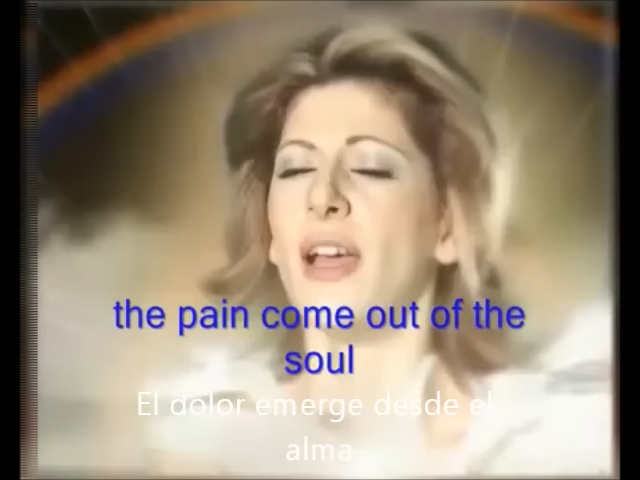 the pain come out of the
soul
El dolor emerge desde el
alma